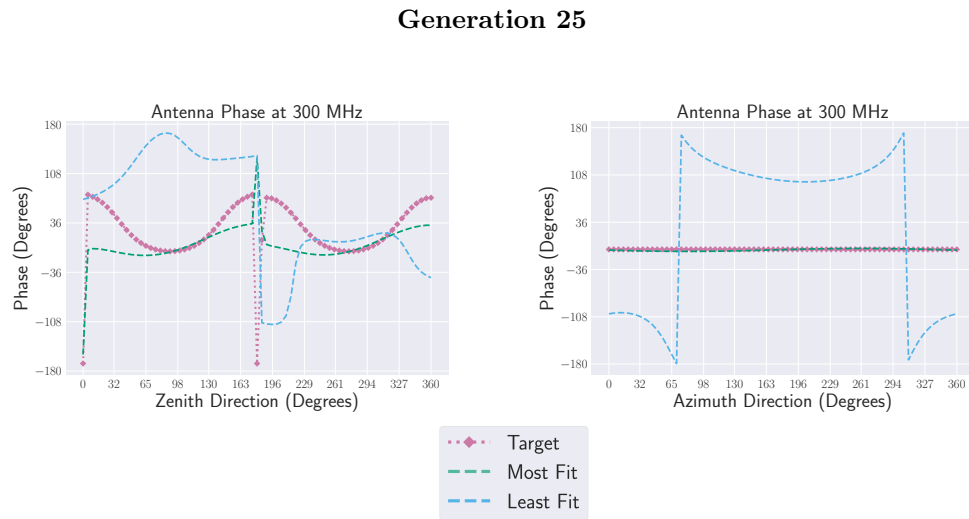 Generation 25
Antenna Phase at 300 MHz
Phase (Degrees)
180
108
36
−36
−108
−180
0 32 65 98 130 163 196 229 261 294 327 360
Zenith Direction (Degrees)
Antenna Phase at 300 MHz
Phase (Degrees)
180
108
36
−36
−108
−180
0 32 65 98 130 163 196 229 261 294 327 360
Azimuth Direction (Degrees)
Target
Most Fit
Least Fit